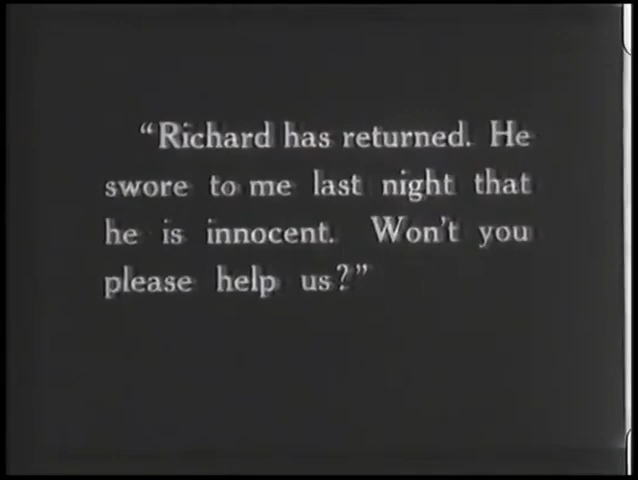 “Richard has returned. He
swore to me last night that
he is innocent. Won't you
please help us?”